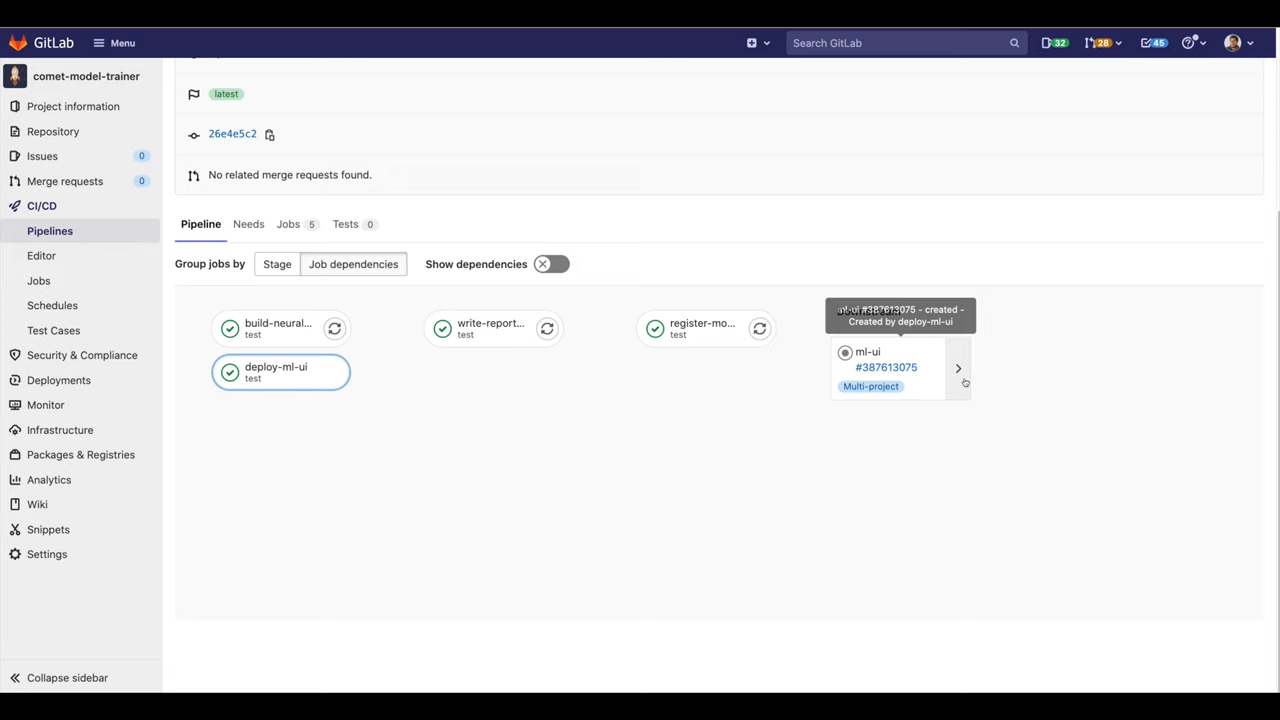 GitLab
Menu
Search GitLab
32
28
45
comet-model-trainer
Project information
Repository
Issues
0
Merge requests
0
CI/CD
Pipelines
Editor
Jobs
Schedules
Test Cases
Security & Compliance
Deployments
Monitor
Infrastructure
Packages & Registries
Analytics
Wiki
Snippets
Settings
Collapse sidebar
latest
26e4e5c2
No related merge requests found.
Pipeline
Needs
Jobs 5
Tests 0
Group jobs by
Stage
Job dependencies
Show dependencies
build-neural...
test
write-report...
test
register-mo...
test
deploy-ml-ui
test
ml-ui #387613075 - created -
Created by deploy-ml-ui
ml-ui
#387613075
Multi-project